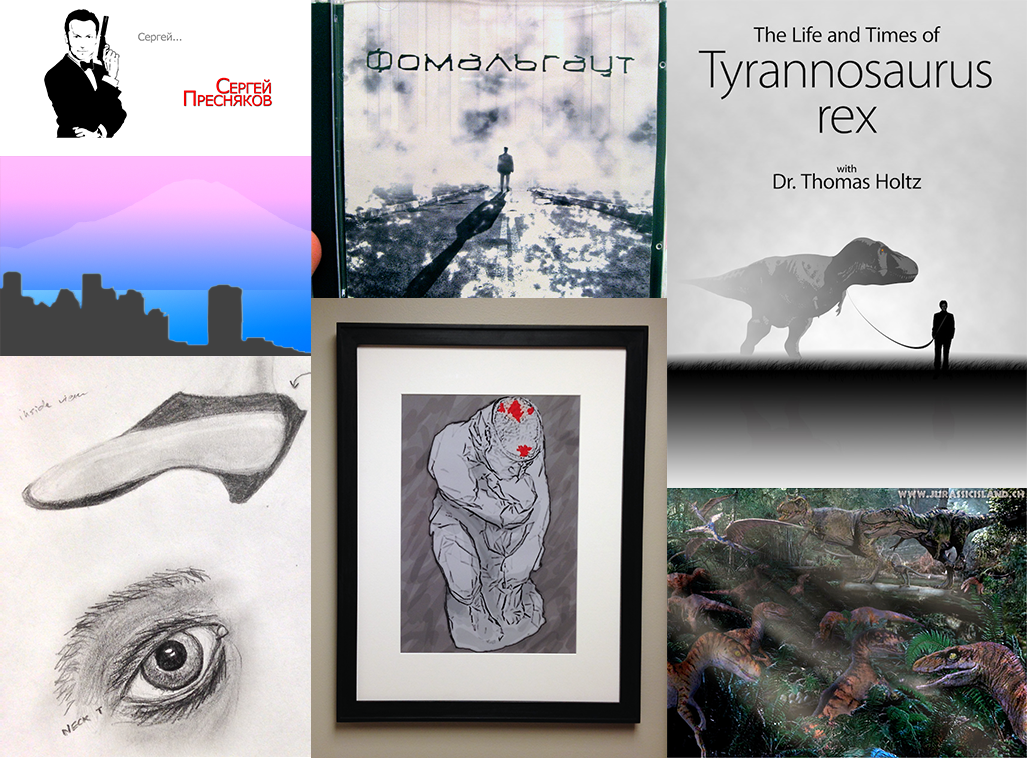 Сергей...
Сергей
Пресняков
Фомальгаут
The Life and Times of
Tyrannosaurus
rex
with
Dr. Thomas Holtz
inside view
NECK T
WWW.JURASSICISLAND.CH